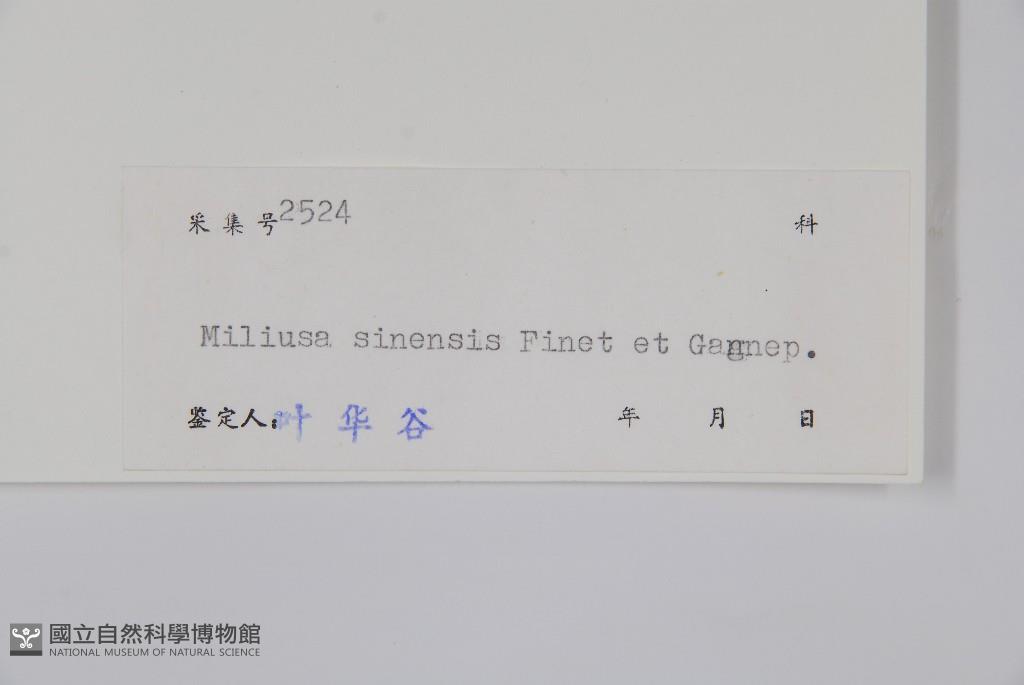 采集号2524 科
Miliusa sinensis Finet et Gagnep.
鉴定人:叶华谷 年 月 日
國立自然科學博物館
NATIONAL MUSEUM OF NATURAL SCIENCE